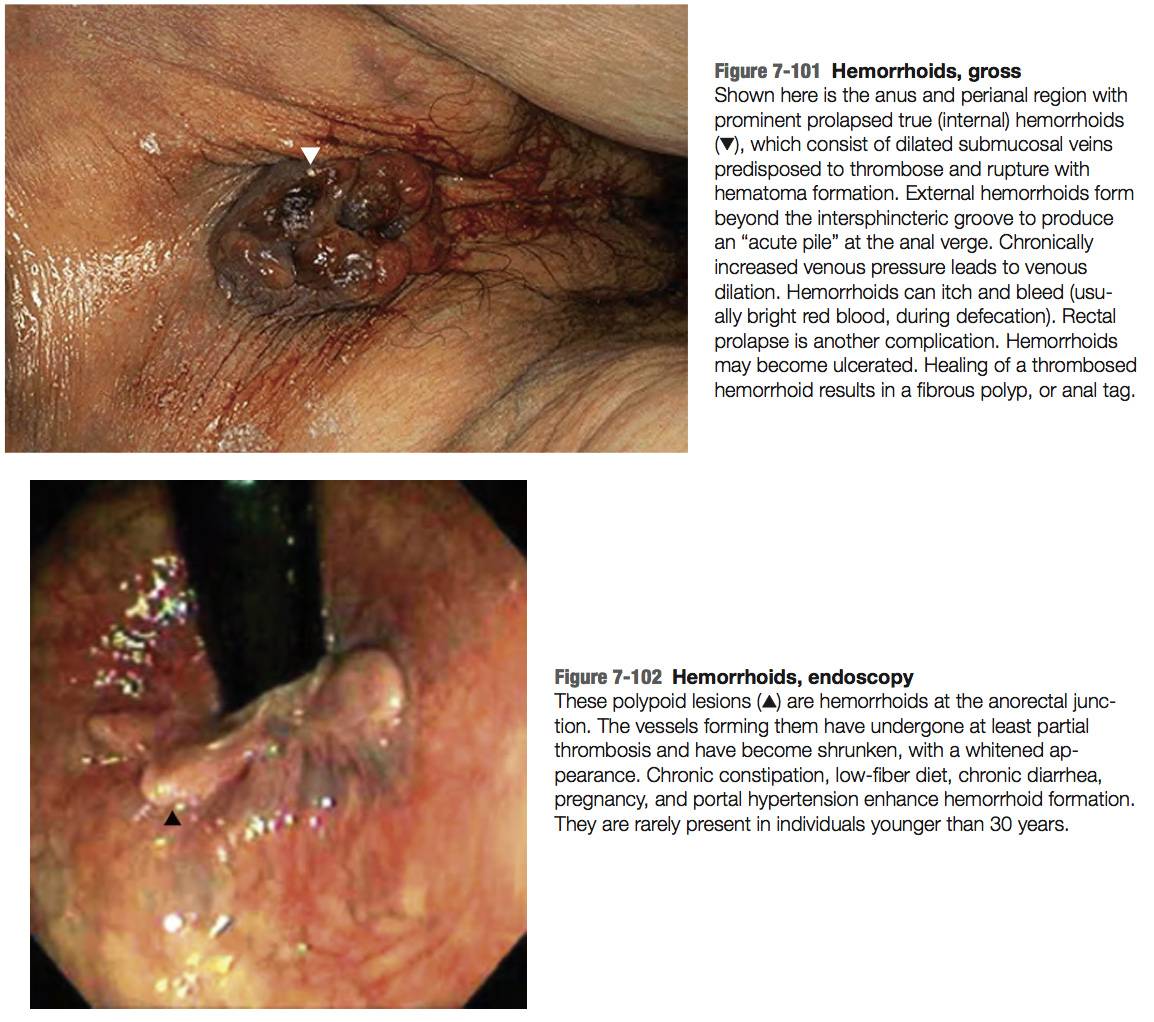 Figure 7-101 Hemorrhoids, gross
Shown here is the anus and perianal region with
prominent prolapsed true (internal) hemorrhoids
(▼), which consist of dilated submucosal veins
predisposed to thrombose and rupture with
hematoma formation. External hemorrhoids form
beyond the intersphincteric groove to produce
an “acute pile” at the anal verge. Chronically
increased venous pressure leads to venous
dilation. Hemorrhoids can itch and bleed (usu-
ally bright red blood, during defecation). Rectal
prolapse is another complication. Hemorrhoids
may become ulcerated. Healing of a thrombosed
hemorrhoid results in a fibrous polyp, or anal tag.
Figure 7-102 Hemorrhoids, endoscopy
These polypoid lesions (▲) are hemorrhoids at the anorectal junc-
tion. The vessels forming them have undergone at least partial
thrombosis and have become shrunken, with a whitened ap-
pearance. Chronic constipation, low-fiber diet, chronic diarrhea,
pregnancy, and portal hypertension enhance hemorrhoid formation.
They are rarely present in individuals younger than 30 years.